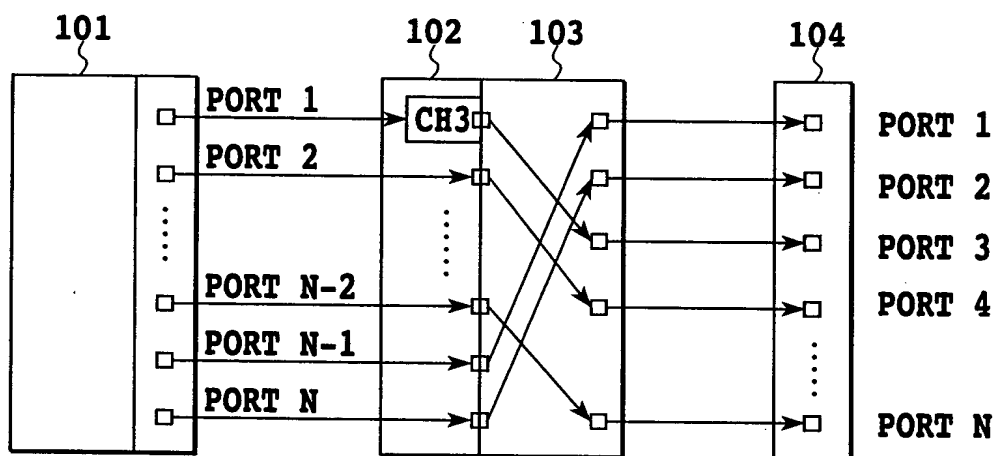 101
102
103
104
PORT 1
CH3
PORT 1
PORT 2
PORT 2
PORT 3
PORT N-2
PORT 4
PORT N-1
PORT N
PORT N